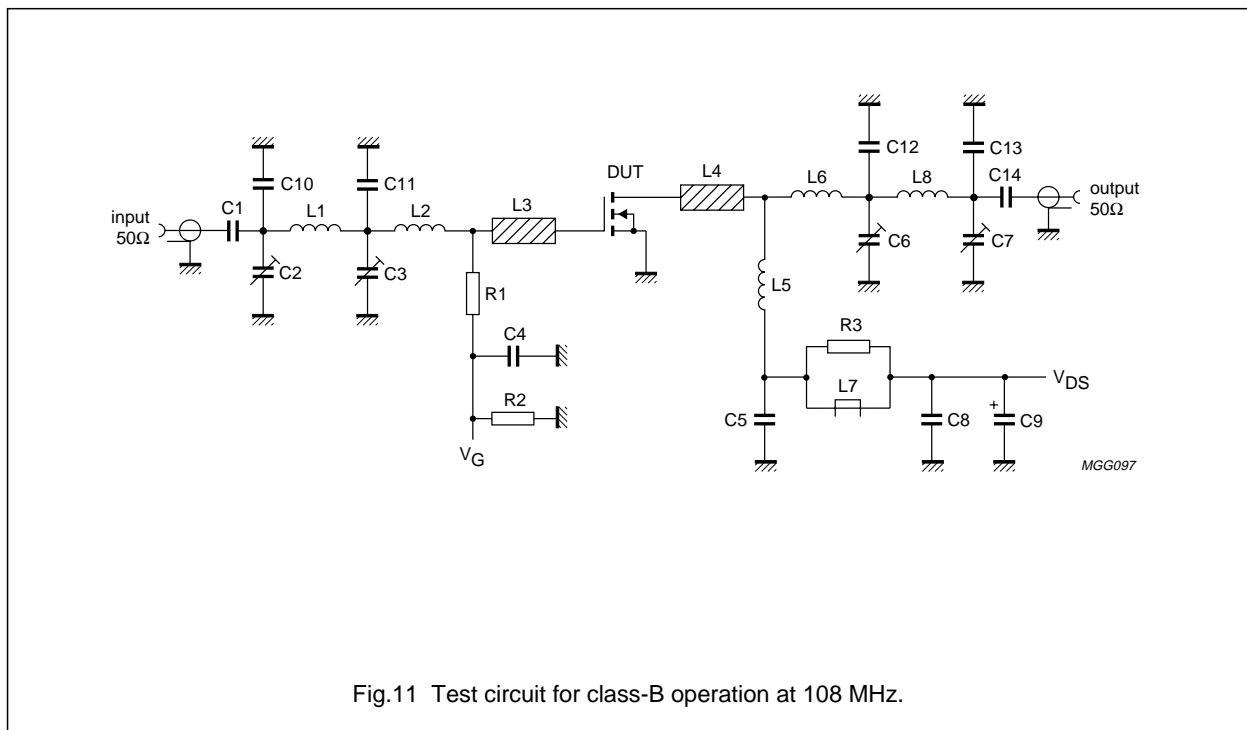 C10
C11
C12
C13
DUT
L4
L6
L8
C14
output
50Ω
input
50Ω
C1
L1
L2
L3
C2
C3
C6
C7
R1
L5
C4
R3
L7
VDS
R2
C5
C8
+
C9
VG
MGG097
Fig.11 Test circuit for class-B operation at 108 MHz.